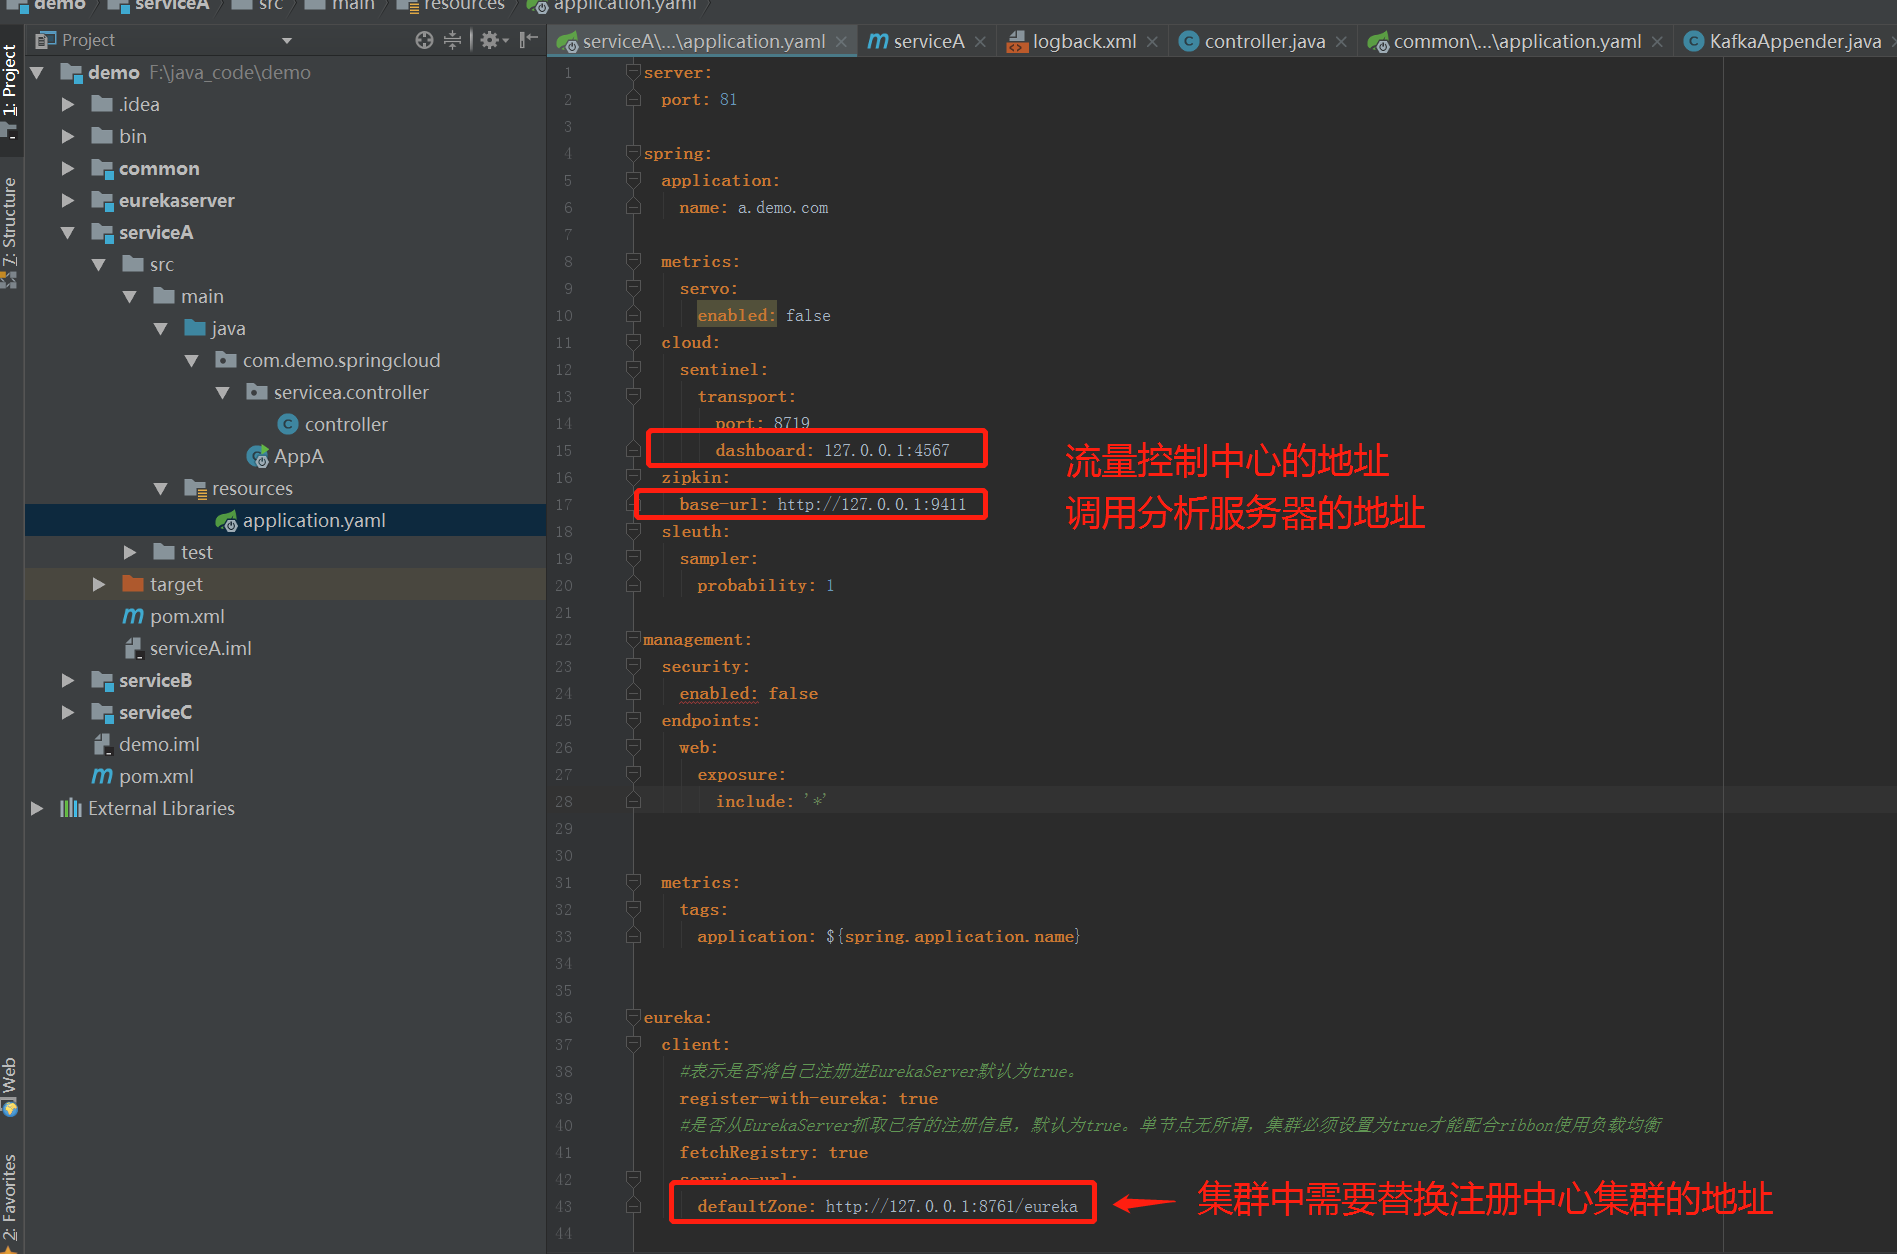 demo serviceA src main resources application.yaml
Project
serviceA\...\application.yaml serviceA logback.xml controller.java common\...\application.yaml KafkaAppender.java
1: Project
7: Structure
Web
2: Favorites
demo F:\java_code\demo
.idea
bin
common
eurekaserver
serviceA
src
main
java
com.demo.springcloud
servicea.controller
controller
AppA
resources
application.yaml
test
target
pom.xml
serviceA.iml
serviceB
serviceC
demo.iml
pom.xml
External Libraries
1 server:
2 port: 81
3
4 spring:
5 application:
6 name: a.demo.com
7
8 metrics:
9 servo:
10 enabled: false
11 cloud:
12 sentinel:
13 transport:
14 port: 8719
15 dashboard: 127.0.0.1:4567
流量控制中心的地址
16 zipkin:
17 base-url: http://127.0.0.1:9411
调用分析服务器的地址
18 sleuth:
19 sampler:
20 probability: 1
21
22 management:
23 security:
24 enabled: false
25 endpoints:
26 web:
27 exposure:
28 include: '*'
29
30
31 metrics:
32 tags:
33 application: ${spring.application.name}
34
35
36 eureka:
37 client:
38 #表示是否将自己注册进EurekaServer默认为true。
39 register-with-eureka: true
40 #是否从EurekaServer抓取已有的注册信息，默认为true。单节点无所谓，集群必须设置为true才能配合ribbon使用负载均衡
41 fetchRegistry: true
42 service-url:
43 defaultZone: http://127.0.0.1:8761/eureka
集群中需要替换注册中心集群的地址
44